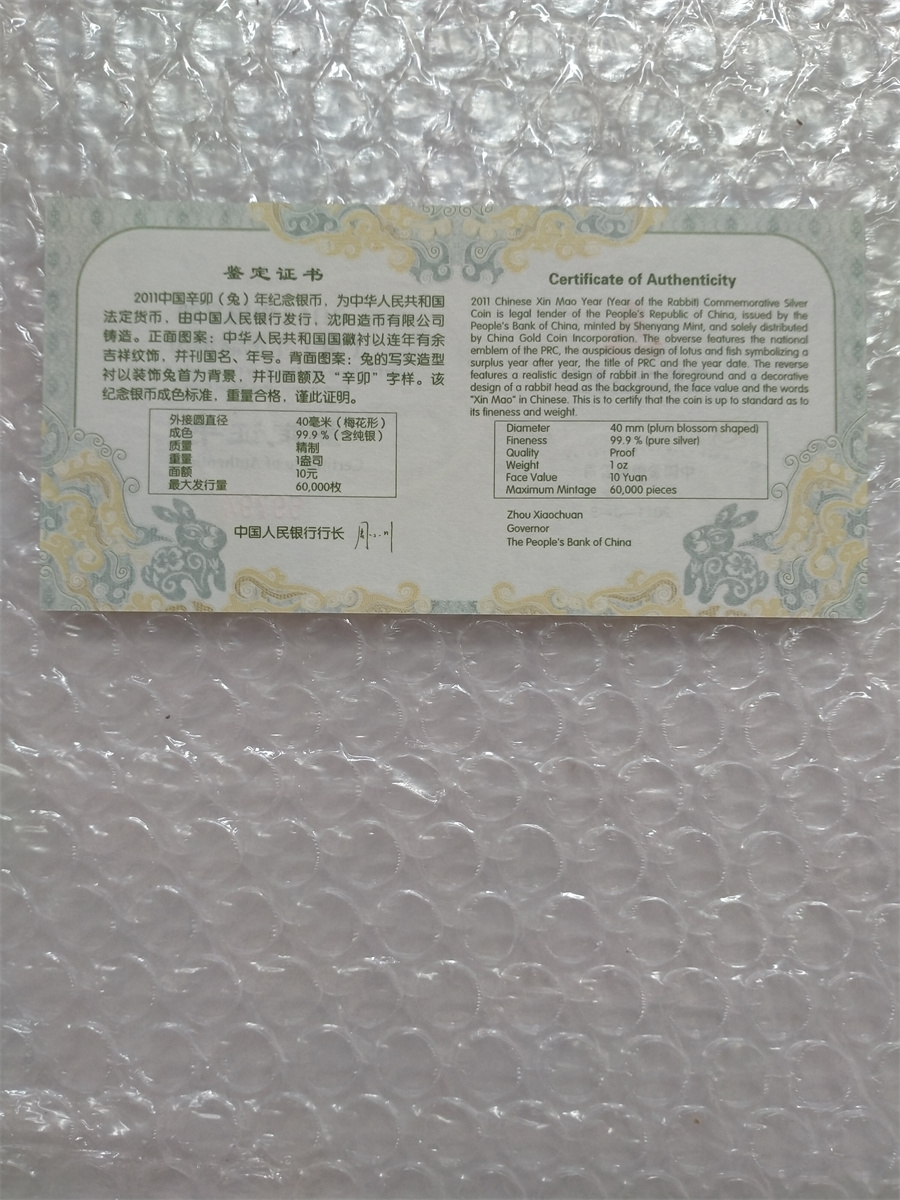 鉴定证书
2011中国辛卯（兔）年纪念银币，为中华人民共和国
法定货币，由中国人民银行发行，沈阳造币有限公司
铸造。正面图案：中华人民共和国国徽衬以连年有余
吉祥纹饰，并刊国名、年号。背面图案：兔的写实造型
衬以装饰兔首为背景，并刊面额及“辛卯”字样。该
纪念银币成色标准，重量合格，谨此证明。
外接圆直径 40毫米（梅花形）
成色 99.9％（含纯银）
质量 精制
重量 1盎司
面额 10元
最大发行量 60,000枚
中国人民银行行长
Certificate of Authenticity
2011 Chinese Xin Mao Year (Year of the Rabbit) Commemorative Silver
Coin is legal tender of the People's Republic of China, issued by the
People's Bank of China, minted by Shenyang Mint, and solely distributed
by China Gold Coin Incorporation. The obverse features the national
emblem of the PRC, the auspicious design of lotus and fish symbolizing a
surplus year after year, the title of PRC and the year date. The reverse
features a realistic design of rabbit in the foreground and a decorative
design of a rabbit head as the background, the face value and the words
"Xin Mao" in Chinese. This is to certify that the coin is up to standard as to
its fineness and weight.
Diameter 40 mm (plum blossom shaped)
Fineness 99.9 % (pure silver)
Quality Proof
Weight 1 oz
Face Value 10 Yuan
Maximum Mintage 60,000 pieces
Zhou Xiaochuan
Governor
The People's Bank of China